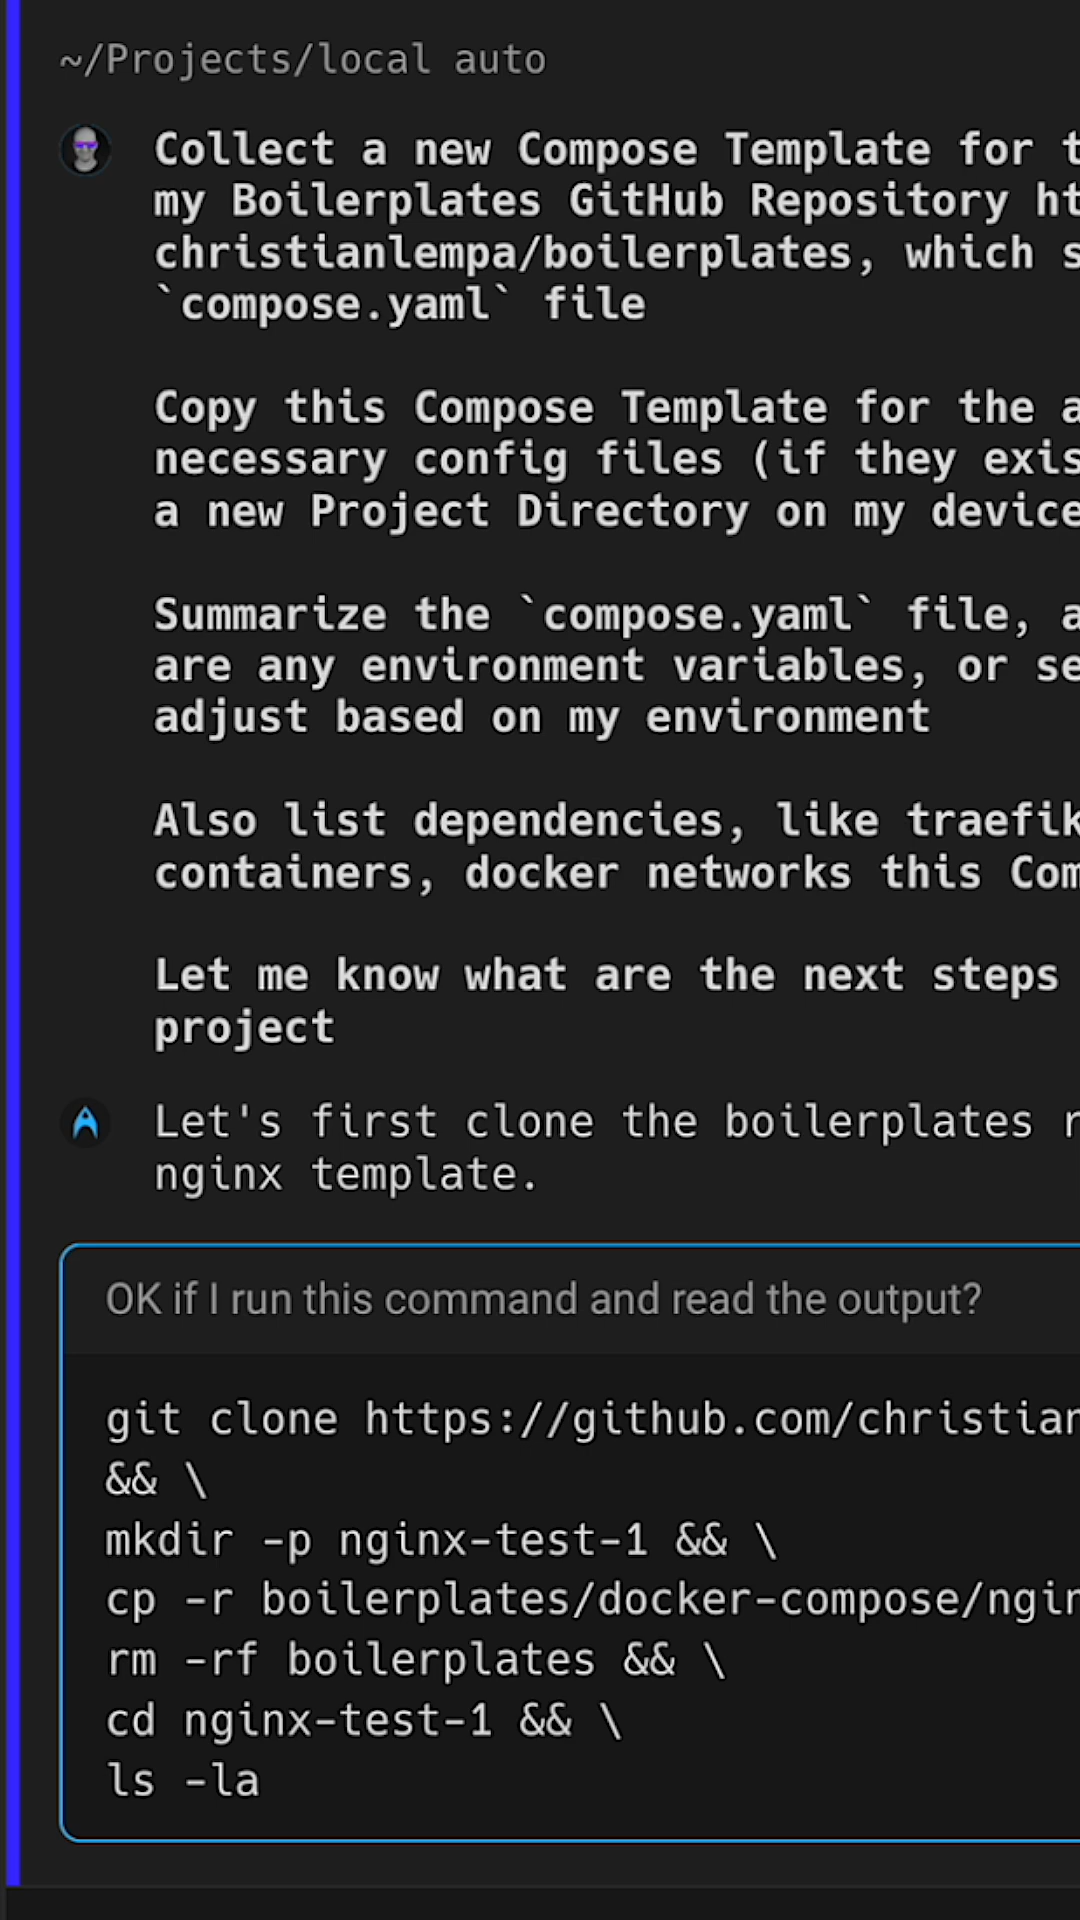 ~/Projects/local auto
Collect a new Compose Template for
my Boilerplates GitHub Repository
christianlempa/boilerplates, which
`compose.yaml` file
Copy this Compose Template for the
necessary config files (if they
a new Project Directory on my device
Summarize the `compose.yaml` file,
are any environment variables, or
adjust based on my environment
Also list dependencies, like traefik
containers, docker networks this
Let me know what are the next steps
project
Let's first clone the boilerplates
nginx template.
OK if I run this command and read the output?
git clone https://github.com/christian
&& \
mkdir -p nginx-test-1 && \
cp -r boilerplates/docker-compose/
rm -rf boilerplates && \
cd nginx-test-1 && \
ls -la